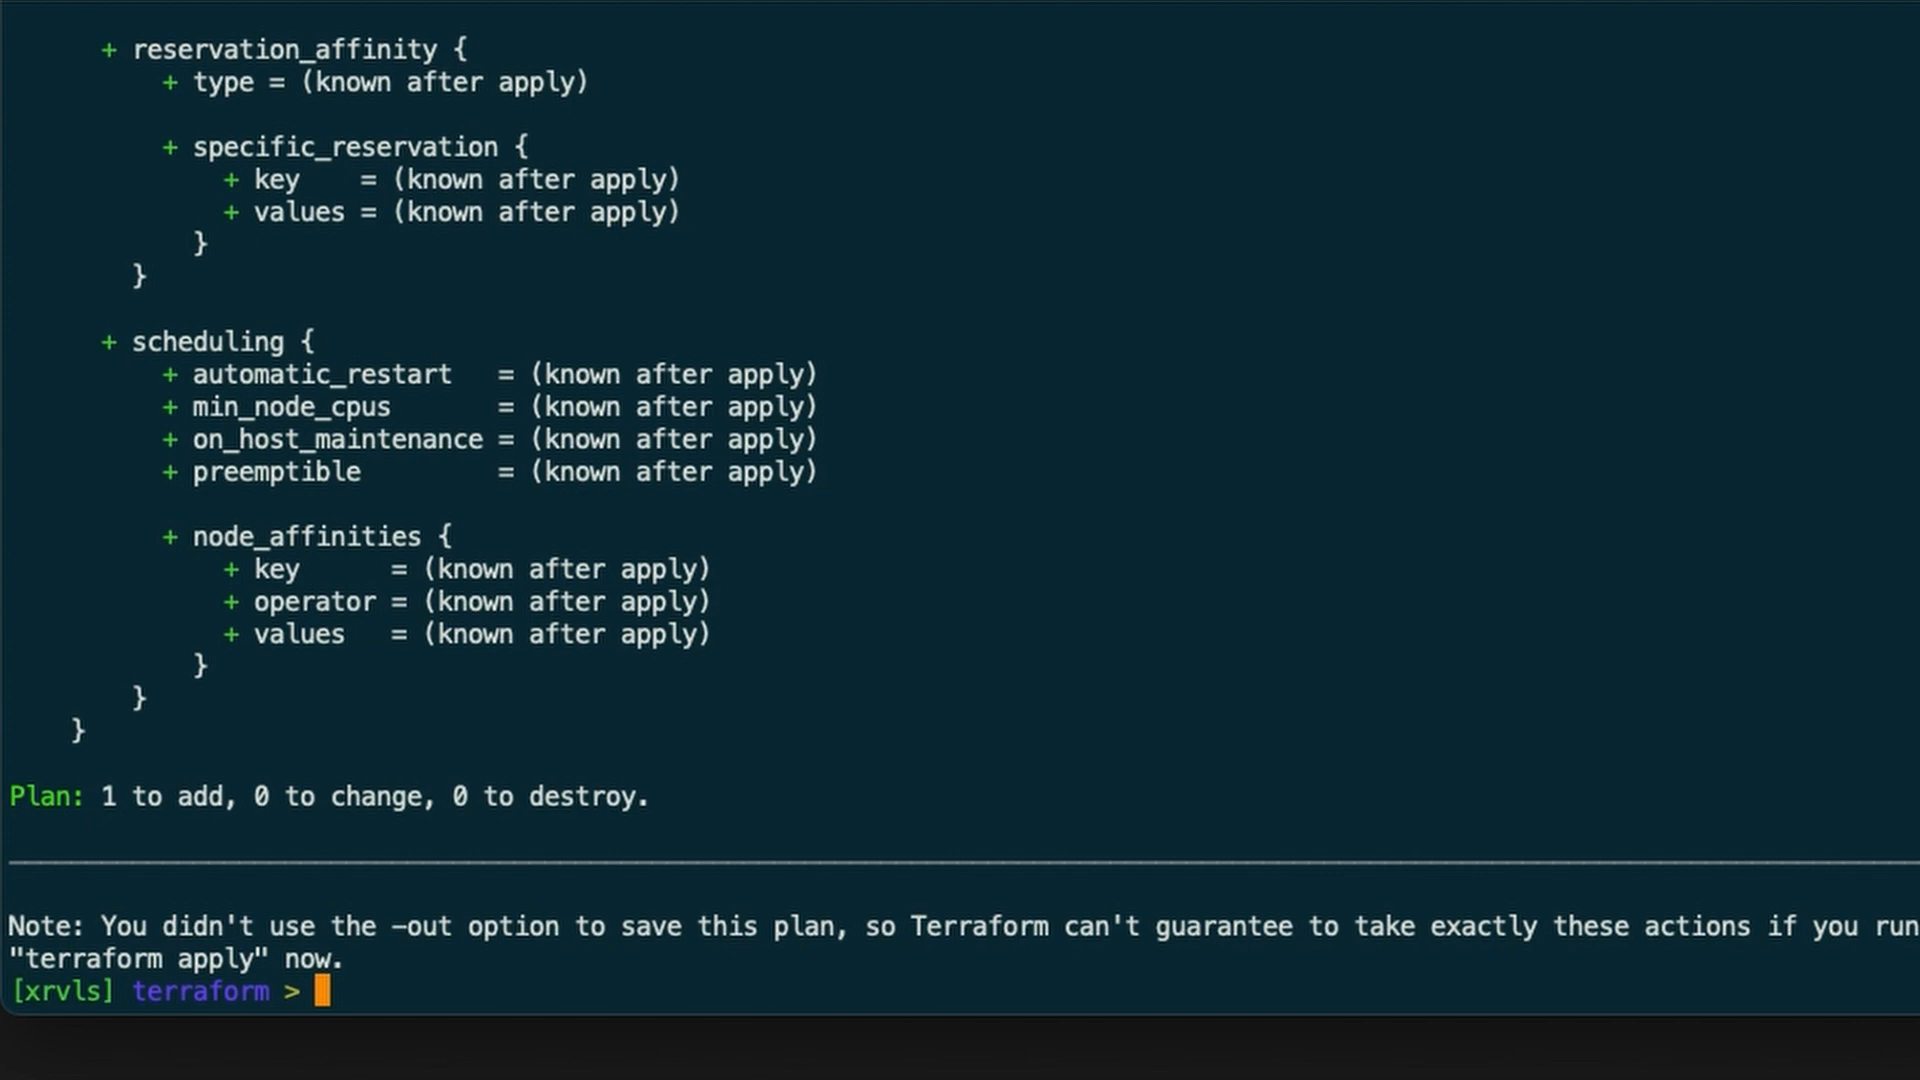 + reservation_affinity {
+ type = (known after apply)
+ specific_reservation {
+ key    = (known after apply)
+ values = (known after apply)
}
}
+ scheduling {
+ automatic_restart   = (known after apply)
+ min_node_cpus       = (known after apply)
+ on_host_maintenance = (known after apply)
+ preemptible         = (known after apply)
+ node_affinities {
+ key      = (known after apply)
+ operator = (known after apply)
+ values   = (known after apply)
}
}
}
Plan: 1 to add, 0 to change, 0 to destroy.
Note: You didn't use the -out option to save this plan, so Terraform can't guarantee to take exactly these actions if you run
"terraform apply" now.
[xrvls] terraform >